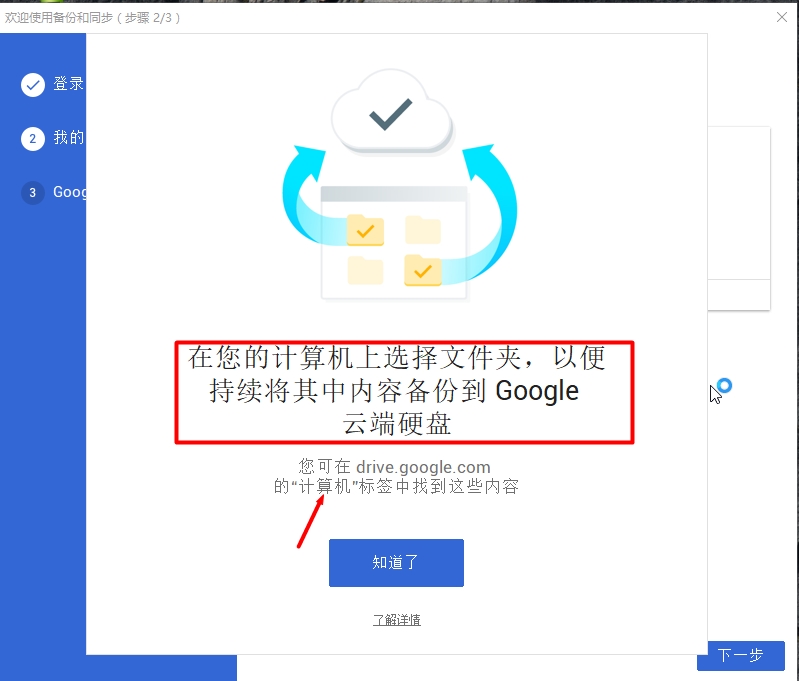 欢迎使用备份和同步（步骤 2/3）
登录
2 我的
3 Goog
在您的计算机上选择文件夹，以便
持续将其中内容备份到 Google
云端硬盘
您可在 drive.google.com
的“计算机”标签中找到这些内容
知道了
了解详情
下一步